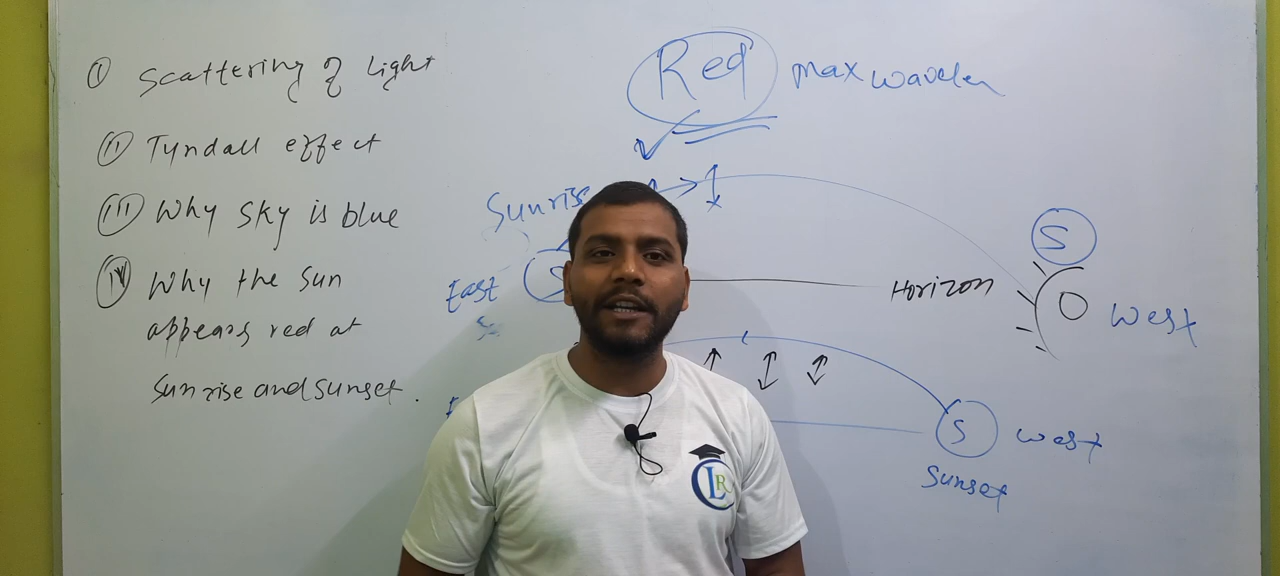 (i) Scattering of Light
(ii) Tyndall effect
(iii) Why sky is blue
(iv) Why the sun
appears red at
sunrise and sunset.
Red max
Sunrise
S
East S
Horizon
West
S West
Sunset
LR